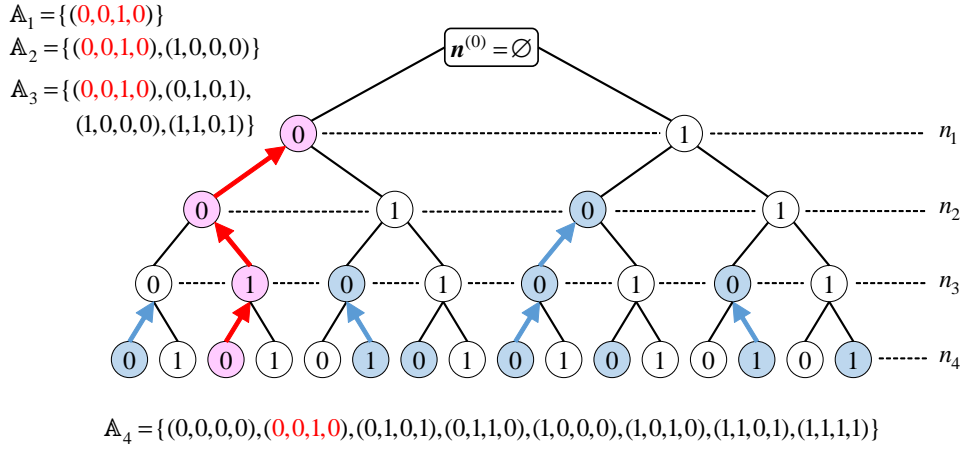 𝔸₁ = {(0,0,1,0)}
𝔸₂ = {(0,0,1,0),(1,0,0,0)}
𝔸₃ = {(0,0,1,0),(0,1,0,1),
(1,0,0,0),(1,1,0,1)}
n⁽⁰⁾ = ∅
0 1 n₁
0 1 0 1 n₂
0 1 0 1 0 1 0 1 n₃
0 1 0 1 0 1 0 1 0 1 0 1 0 1 0 1 n₄
𝔸₄ = {(0,0,0,0),(0,0,1,0),(0,1,0,1),(0,1,1,0),(1,0,0,0),(1,0,1,0),(1,1,0,1),(1,1,1,1)}